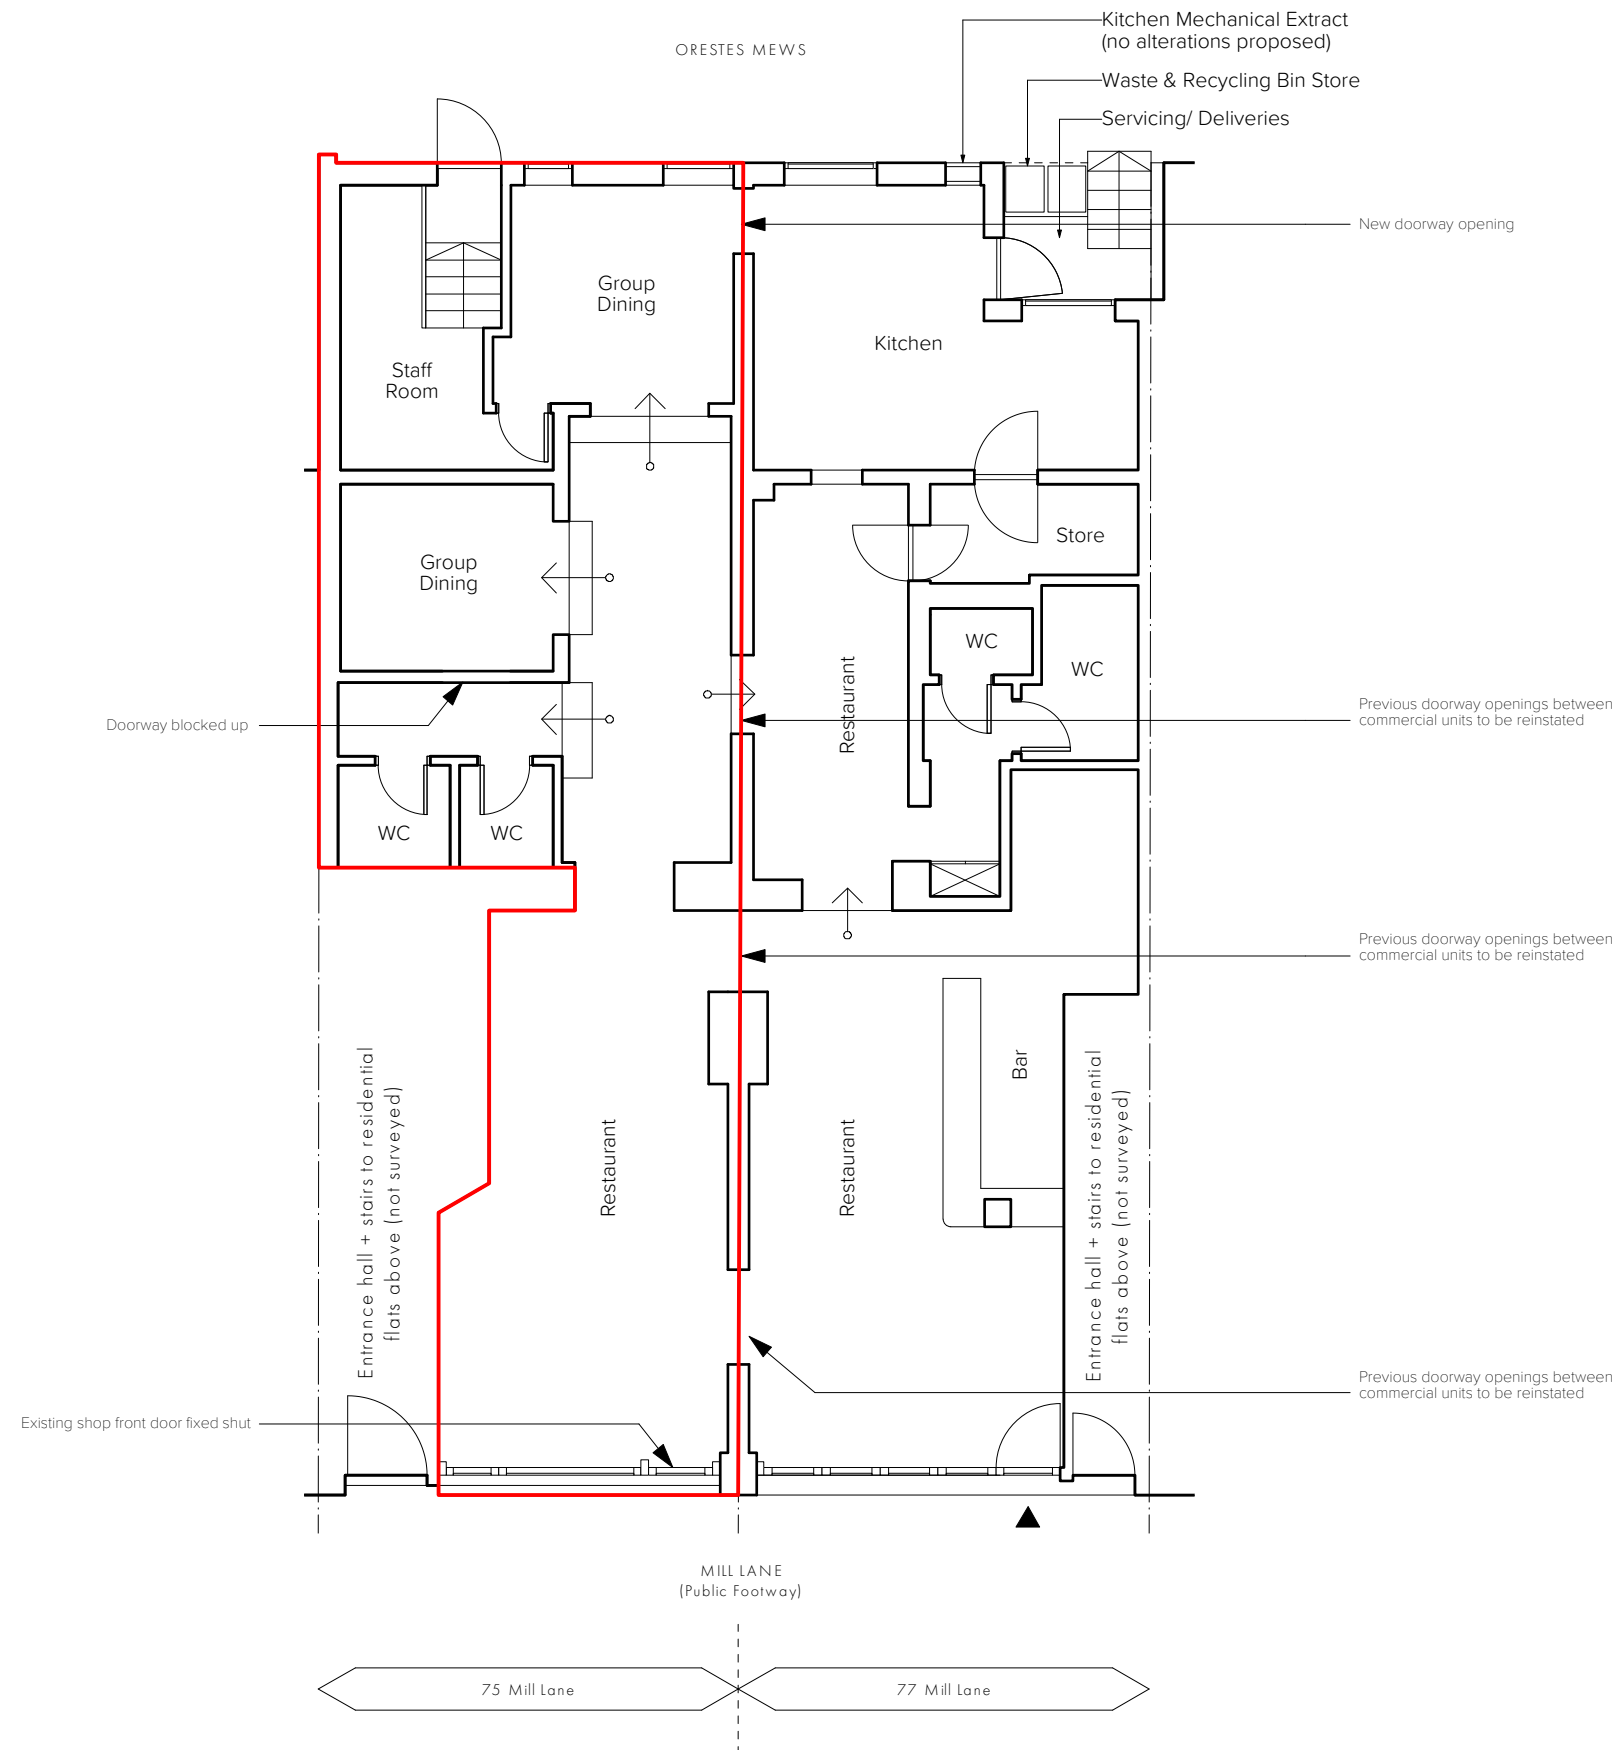 Kitchen Mechanical Extract
(no alterations proposed)
ORESTES MEWS
Waste & Recycling Bin Store
Servicing/ Deliveries
New doorway opening
Group
Dining
Kitchen
Staff
Room
Store
Group
Dining
WC
WC
Restaurant
Previous doorway openings between
commercial units to be reinstated
Doorway blocked up
WC
WC
Previous doorway openings between
commercial units to be reinstated
Bar
Entrance hall + stairs to residential
flats above (not surveyed)
Restaurant
Restaurant
Entrance hall + stairs to residential
flats above (not surveyed)
Previous doorway openings between
commercial units to be reinstated
Existing shop front door fixed shut
MILL LANE
(Public Footway)
75 Mill Lane
77 Mill Lane